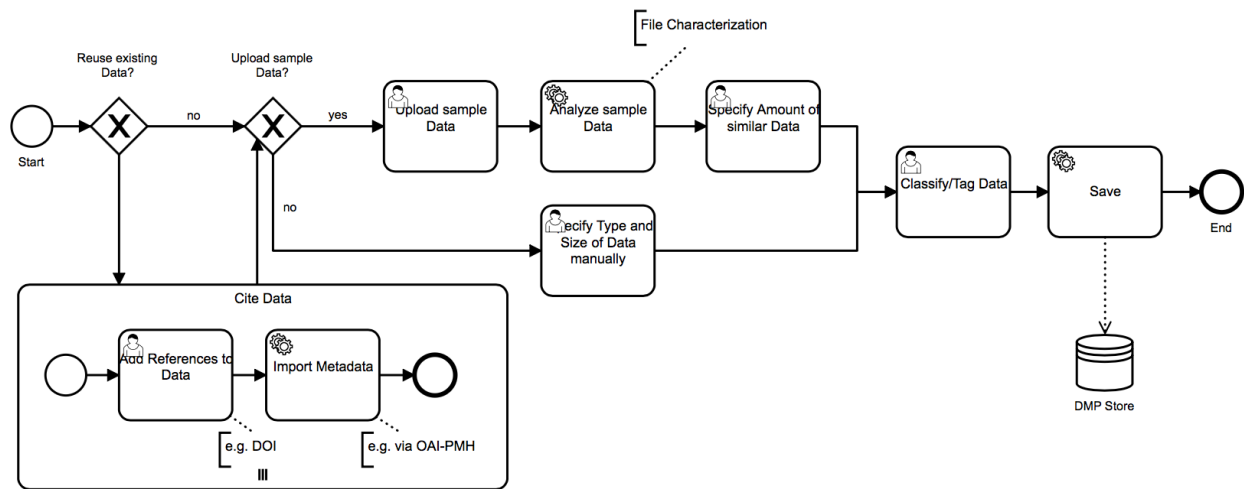 File Characterization
Reuse existing
Data?
Upload sample
Data?
no
yes
Upload sample
Data
Analyze sample
Data
Specify Amount of
similar Data
Start
Classify/Tag Data
Save
no
Specify Type and
Size of Data
manually
End
Cite Data
Add References to
Data
Import Metadata
DMP Store
e.g. DOI
e.g. via OAI-PMH